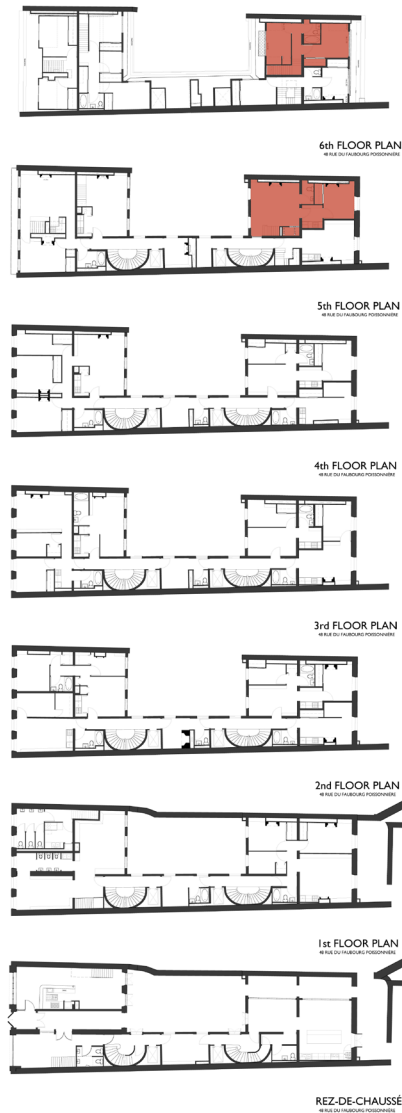 6th FLOOR PLAN
48 RUE DU FAUBOURG POISSONNIÈRE
5th FLOOR PLAN
48 RUE DU FAUBOURG POISSONNIÈRE
4th FLOOR PLAN
48 RUE DU FAUBOURG POISSONNIÈRE
3rd FLOOR PLAN
48 RUE DU FAUBOURG POISSONNIÈRE
2nd FLOOR PLAN
48 RUE DU FAUBOURG POISSONNIÈRE
1st FLOOR PLAN
48 RUE DU FAUBOURG POISSONNIÈRE
REZ-DE-CHAUSSÉ
48 RUE DU FAUBOURG POISSONNIÈRE